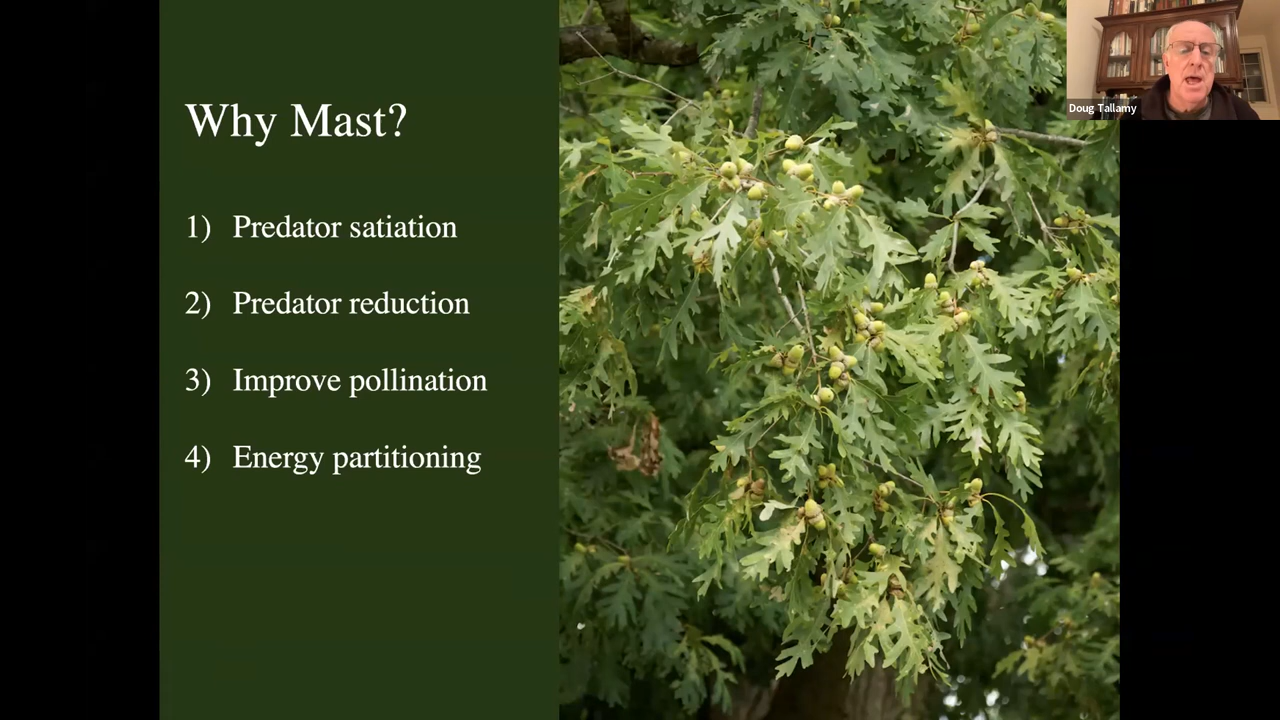 Why Mast?
1) Predator satiation
2) Predator reduction
3) Improve pollination
4) Energy partitioning
Doug Tallamy